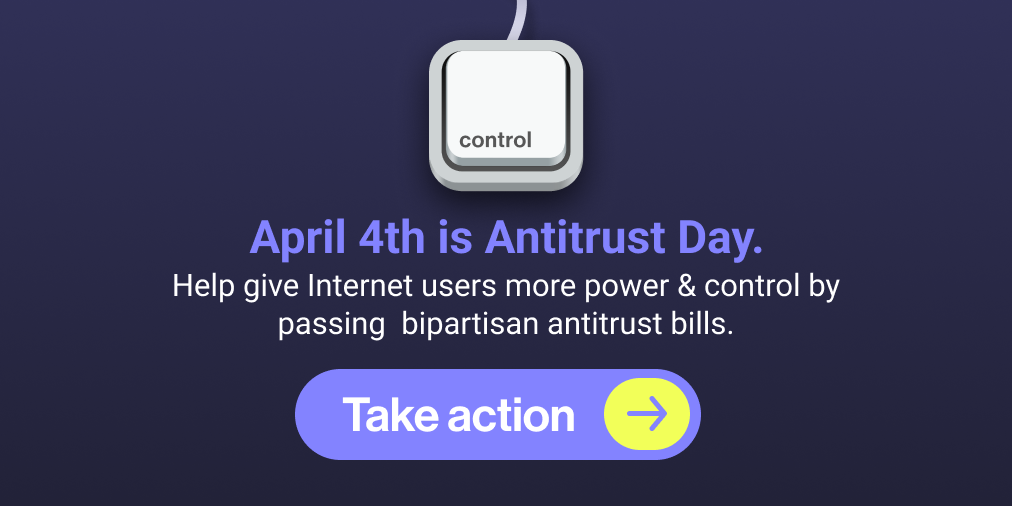 control
April 4th is Antitrust Day.
Help give Internet users more power & control by
passing  bipartisan antitrust bills.
Take action